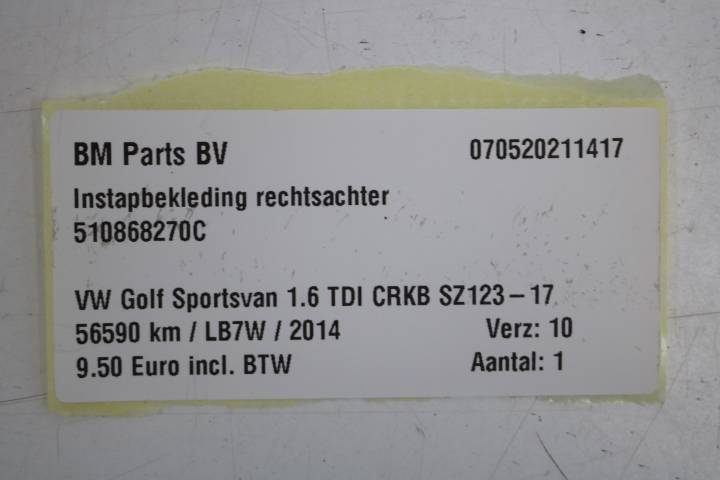 BM Parts BV 070520211417
Instapbekleding rechtsachter
510868270C
VW Golf Sportsvan 1.6 TDI CRKB SZ123-17
56590 km / LB7W / 2014 Verz: 10
9.50 Euro incl. BTW Aantal: 1